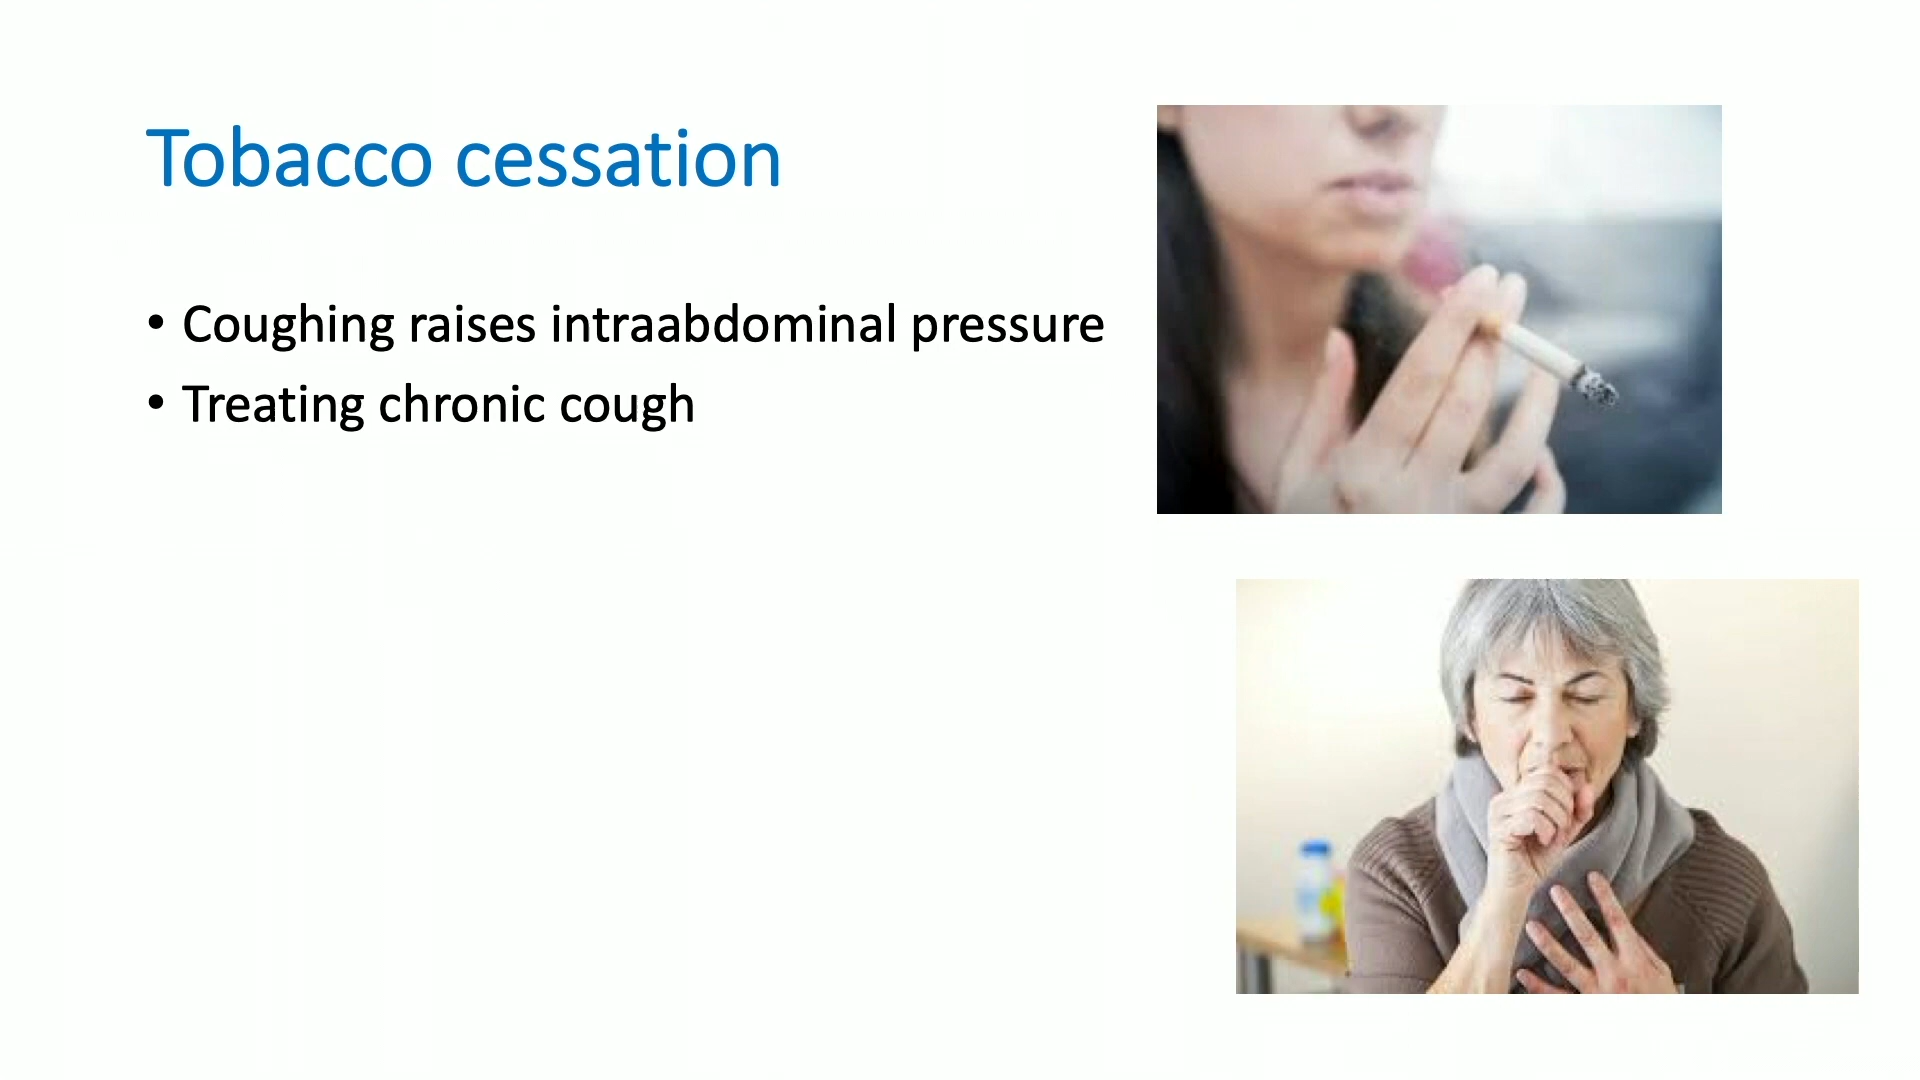 Tobacco cessation
• Coughing raises intraabdominal pressure
• Treating chronic cough